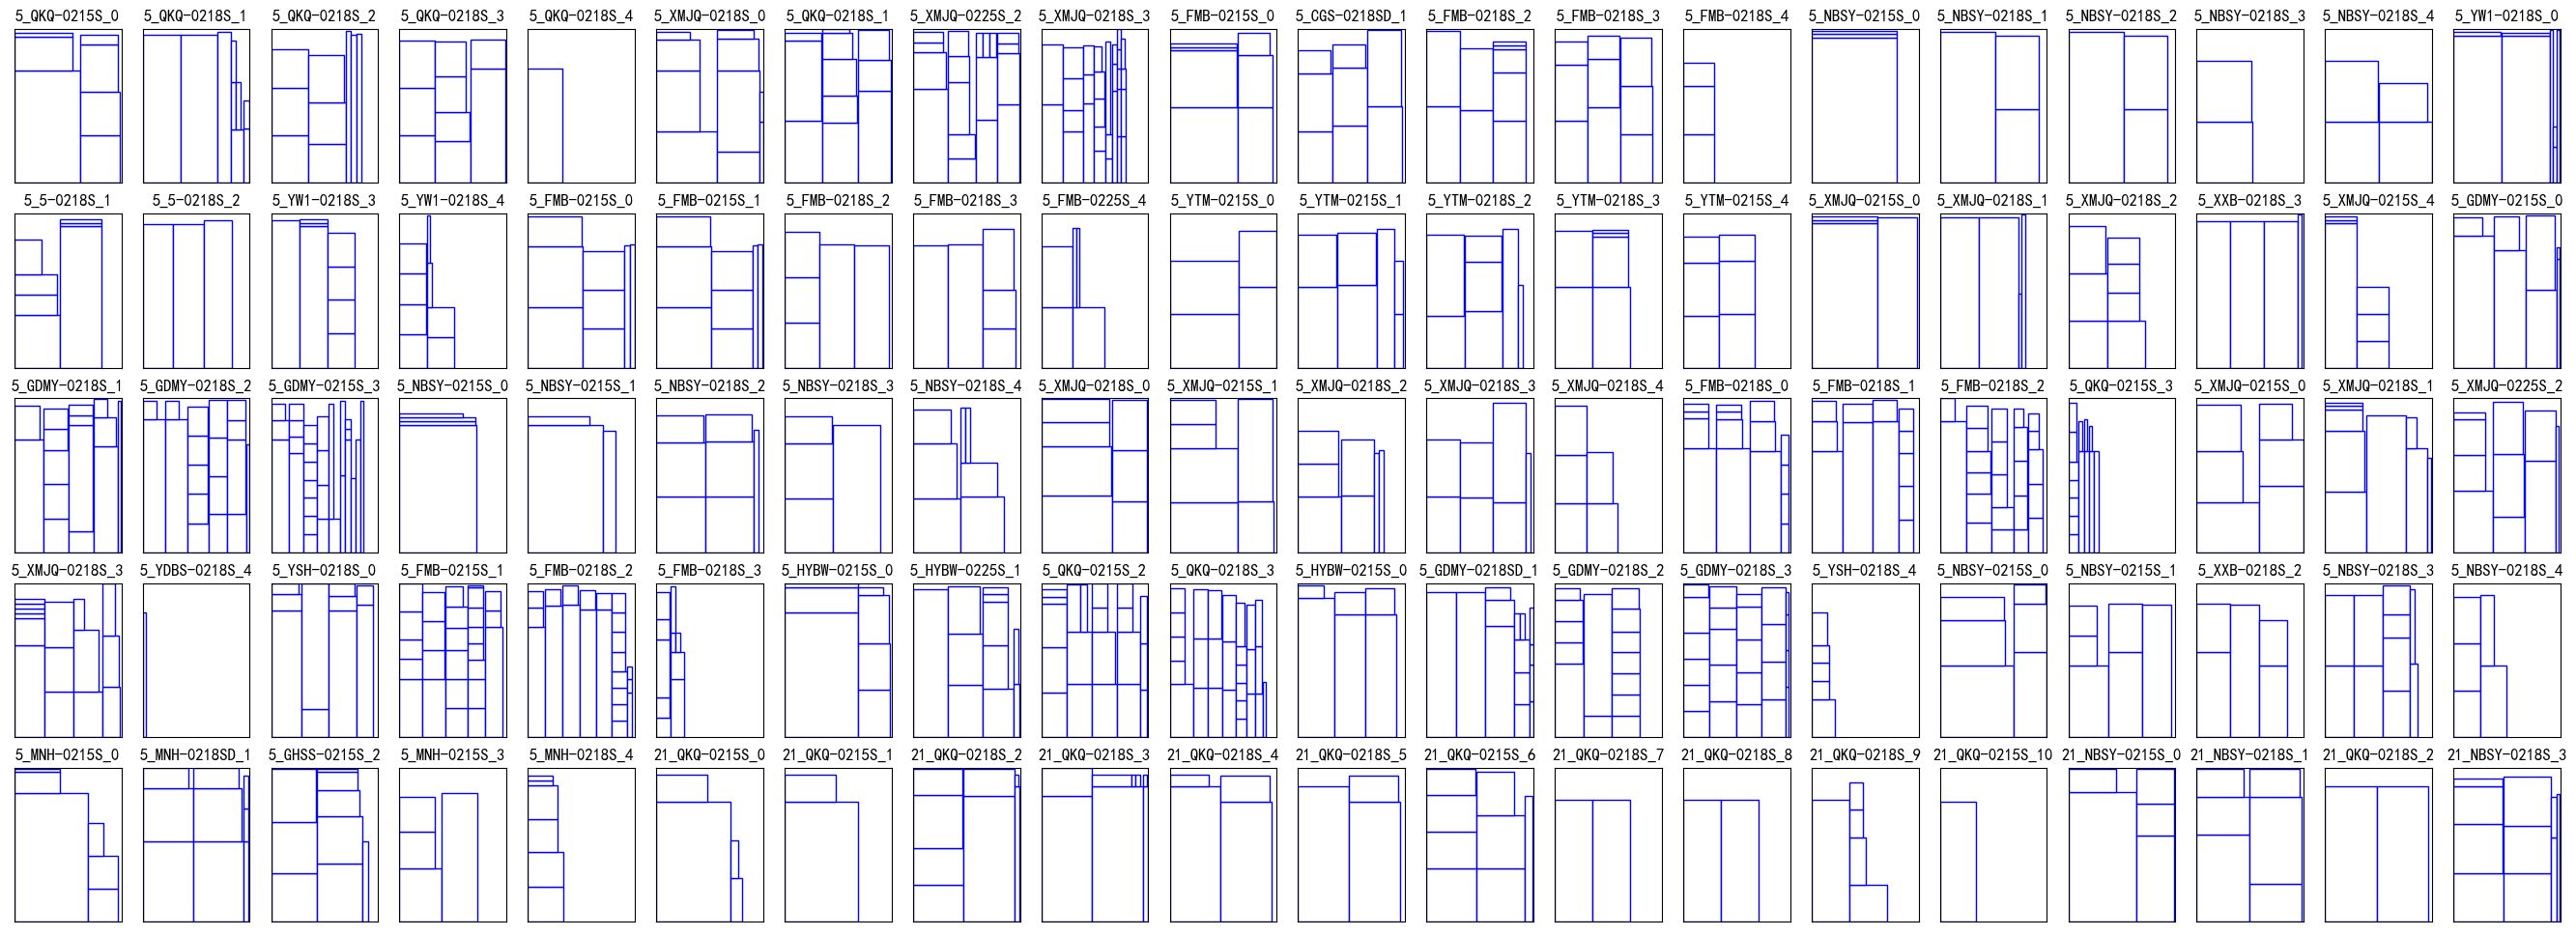 5_QKQ-0215S_0 5_QKQ-0218S_1 5_QKQ-0218S_2 5_QKQ-0218S_3 5_QKQ-0218S_4 5_XMJQ-0218S_0 5_QKQ-0218S_1 5_XMJQ-0225S_2 5_XMJQ-0218S_3 5_FMB-0215S_0 5_CGS-0218SD_1 5_FMB-0218S_2 5_FMB-0218S_3 5_FMB-0218S_4 5_NBSY-0215S_0 5_NBSY-0218S_1 5_NBSY-0218S_2 5_NBSY-0218S_3 5_NBSY-0218S_4 5_YW1-0218S_0
5_5-0218S_1 5_5-0218S_2 5_YW1-0218S_3 5_YW1-0218S_4 5_FMB-0215S_0 5_FMB-0215S_1 5_FMB-0218S_2 5_FMB-0218S_3 5_FMB-0225S_4 5_YTM-0215S_0 5_YTM-0215S_1 5_YTM-0218S_2 5_YTM-0218S_3 5_YTM-0215S_4 5_XMJQ-0215S_0 5_XMJQ-0218S_1 5_XMJQ-0218S_2 5_XXB-0218S_3 5_XMJQ-0215S_4 5_GDMY-0215S_0
5_GDMY-0218S_1 5_GDMY-0218S_2 5_GDMY-0215S_3 5_NBSY-0215S_0 5_NBSY-0215S_1 5_NBSY-0218S_2 5_NBSY-0218S_3 5_NBSY-0218S_4 5_XMJQ-0218S_0 5_XMJQ-0215S_1 5_XMJQ-0218S_2 5_XMJQ-0218S_3 5_XMJQ-0218S_4 5_FMB-0218S_0 5_FMB-0218S_1 5_FMB-0218S_2 5_QKQ-0215S_3 5_XMJQ-0215S_0 5_XMJQ-0218S_1 5_XMJQ-0225S_2
5_XMJQ-0218S_3 5_YDBS-0218S_4 5_YSH-0218S_0 5_FMB-0215S_1 5_FMB-0218S_2 5_FMB-0218S_3 5_HYBW-0215S_0 5_HYBW-0225S_1 5_QKQ-0215S_2 5_QKQ-0218S_3 5_HYBW-0215S_0 5_GDMY-0218SD_1 5_GDMY-0218S_2 5_GDMY-0218S_3 5_YSH-0218S_4 5_NBSY-0215S_0 5_NBSY-0215S_1 5_XXB-0218S_2 5_NBSY-0218S_3 5_NBSY-0218S_4
5_MNH-0215S_0 5_MNH-0218SD_1 5_GHSS-0215S_2 5_MNH-0215S_3 5_MNH-0218S_4 21_QKQ-0215S_0 21_QKQ-0215S_1 21_QKQ-0218S_2 21_QKQ-0218S_3 21_QKQ-0218S_4 21_QKQ-0218S_5 21_QKQ-0215S_6 21_QKQ-0218S_7 21_QKQ-0218S_8 21_QKQ-0218S_9 21_QKQ-0215S_10 21_NBSY-0215S_0 21_NBSY-0218S_1 21_QKQ-0218S_2 21_NBSY-0218S_3